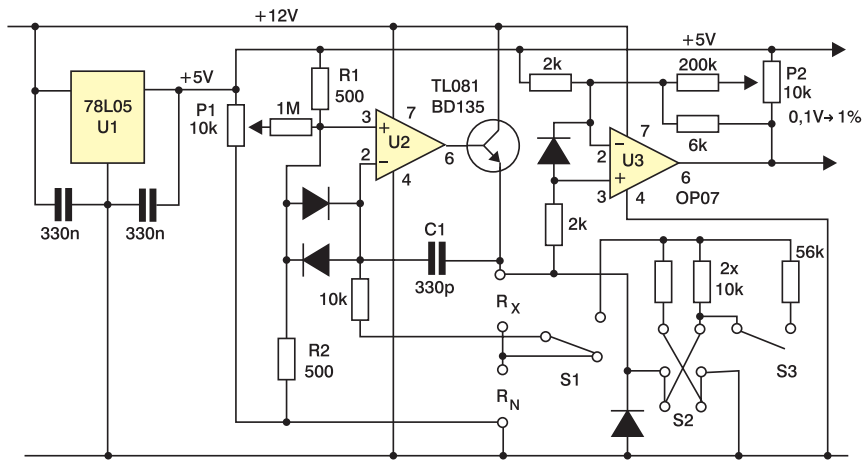 +12V
+5V
+5V
78L05
U1
P1
10k
R1
500
1M
TL081
BD135
3
+
7
U2
2
−
6
4
2k
200k
P2
10k
0,1V→1%
6k
7
−
2
U3
+
3
6
4
OP07
330n
330n
2k
C1
330p
10k
R2
500
RX
RN
S1
2x
10k
56k
S2
S3